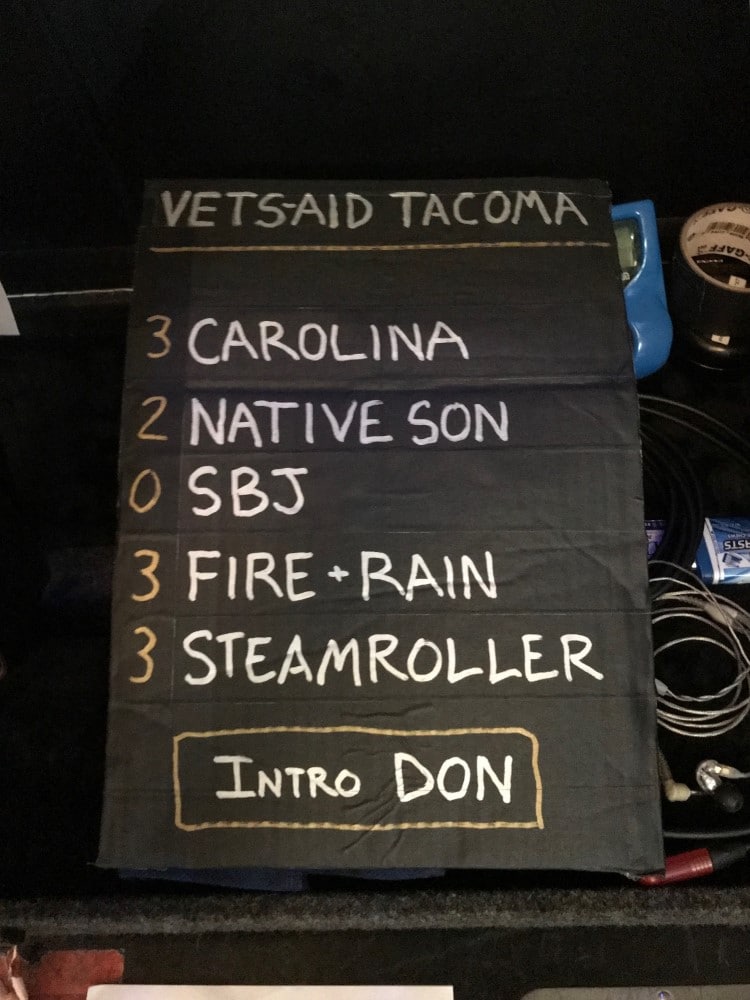 VETS-AID TACOMA
3 CAROLINA
2 NATIVE SON
0 SBJ
3 FIRE + RAIN
3 STEAMROLLER
INTRO DON